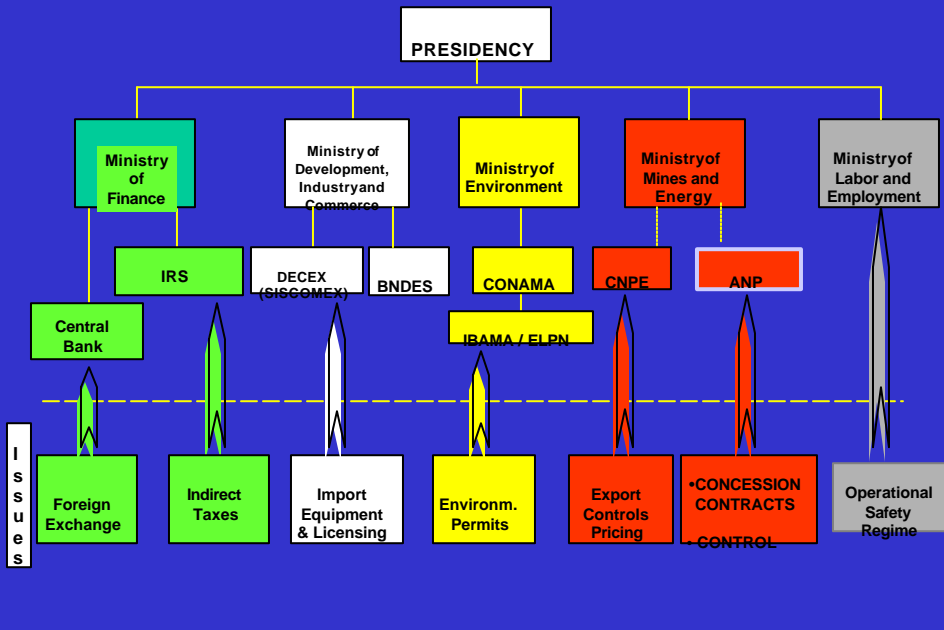 PRESIDENCY
Ministry
of
Finance
Ministry of
Development,
Industryand
Commerce
Ministryof
Environment
Ministryof
Mines and
Energy
Ministryof
Labor and
Employment
IRS
DECEX
(SISCOMEX)
BNDES
CONAMA
CNPE
ANP
Central
Bank
IBAMA / ELPN
Issues
Foreign
Exchange
Indirect
Taxes
Import
Equipment
& Licensing
Environm.
Permits
Export
Controls
Pricing
•CONCESSION
CONTRACTS
• CONTROL
Operational
Safety
Regime